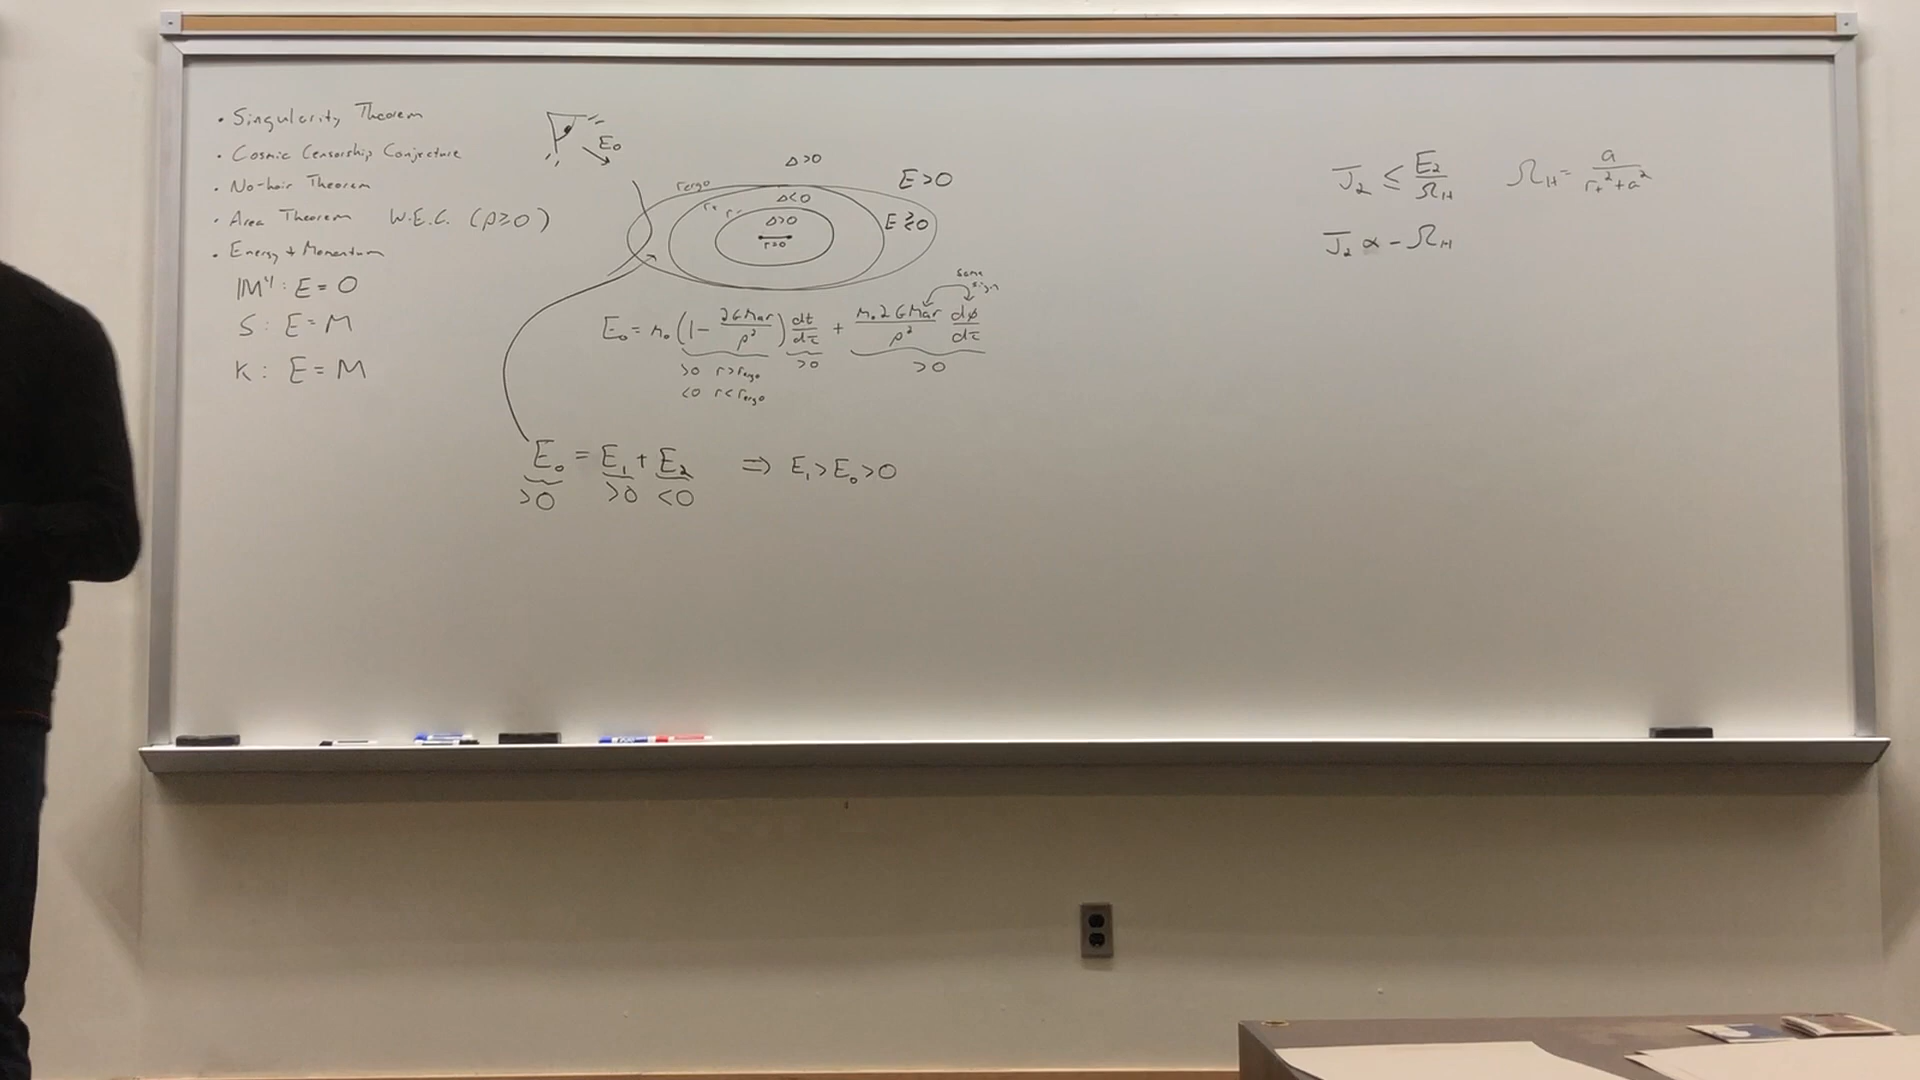 • Singularity Theorem
• Cosmic Censorship Conjecture
• No-hair Theorem
• Area Theorem W.E.C. (ρ≥0)
• Energy + Momentum
M⁴: E = 0
S: E = M
K: E = M
E₀
Δ>0
r_ergo
E>0
Δ<0
r₊ r₋
Δ>0
E⪌0
r=0
same sign
E₀ = m₀ (1 - 2GMar/ρ²) dt/dτ + m₀2GMar/ρ² dφ/dτ
>0 r>r_ergo >0 >0
<0 r<r_ergo
E₀ = E₁ + E₂ ⇒ E₁>E₀>0
>0 >0 <0
J₂ ≤ E₂/Ω_H Ω_H = a/(r₊²+a²)
J₂ ∝ -Ω_H